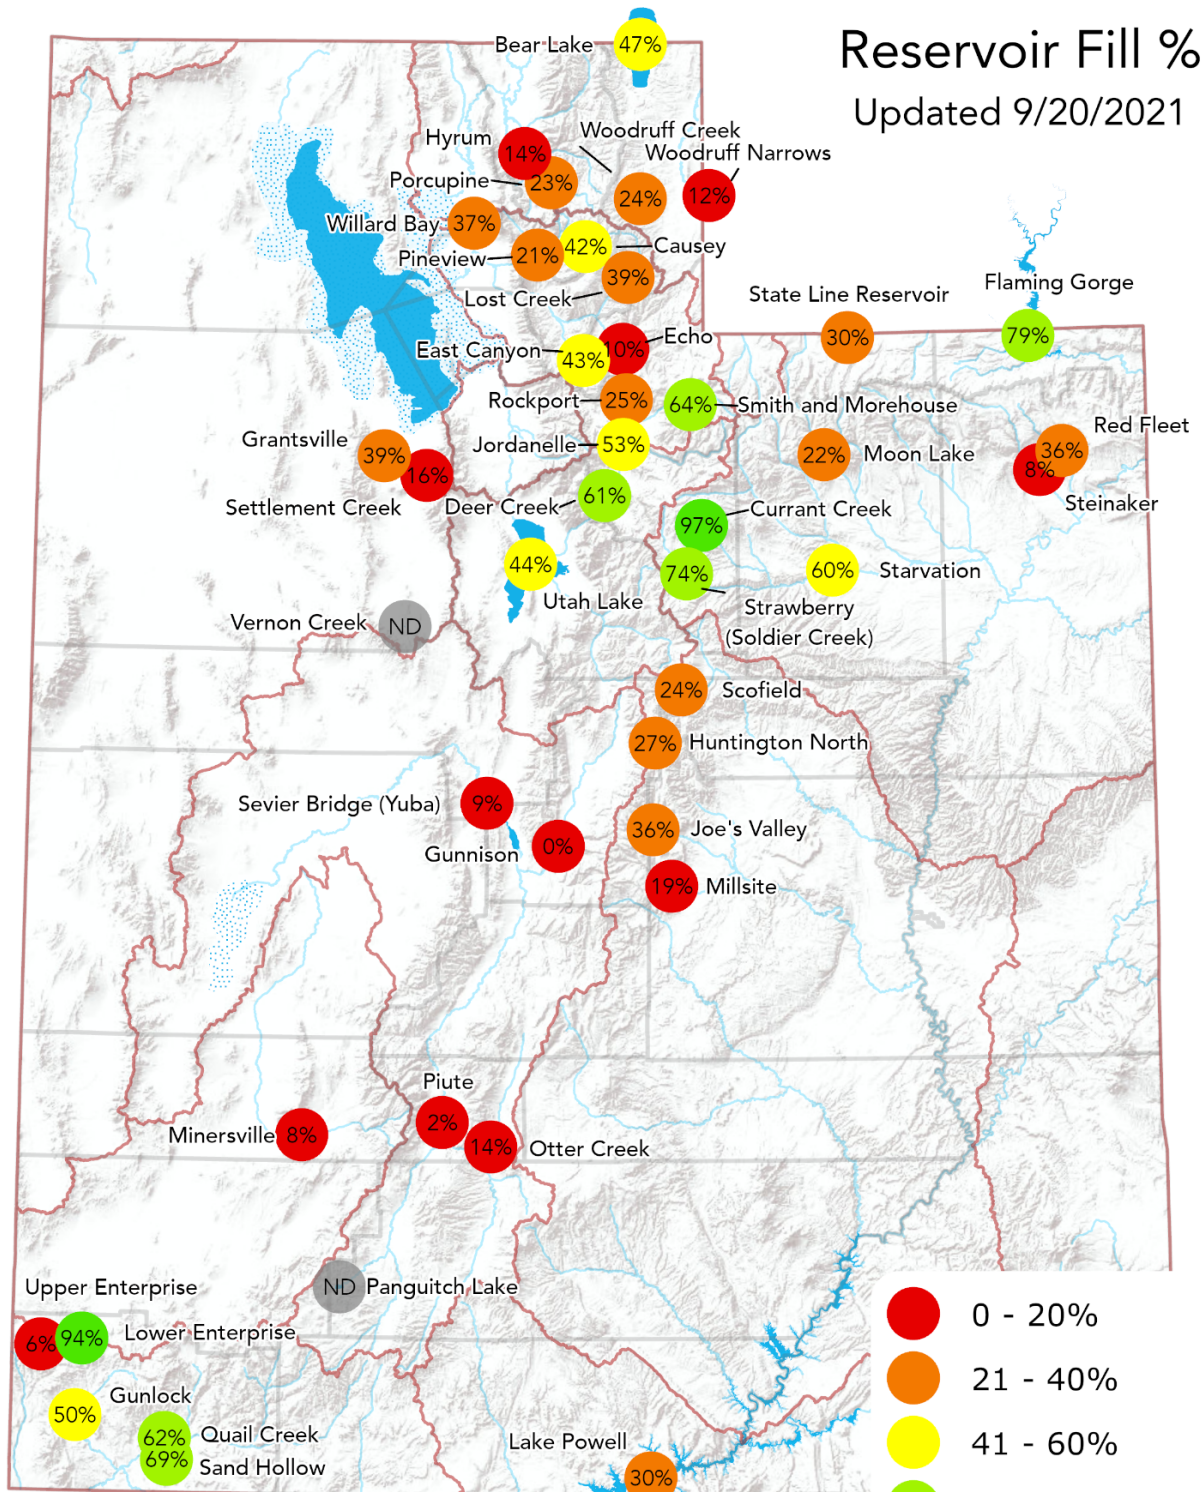 Reservoir Fill %
Updated 9/20/2021
Bear Lake
47%
Hyrum
14%
Woodruff Creek
Woodruff Narrows
Porcupine
23%
24%
12%
Willard Bay
37%
Pineview
21%
42%
Causey
Lost Creek
39%
State Line Reservoir
30%
Flaming Gorge
79%
East Canyon
43%
10%
Echo
Rockport
25%
64%
Smith and Morehouse
Jordanelle
53%
Grantsville
39%
16%
Settlement Creek
22%
Moon Lake
Red Fleet
36%
8%
Steinaker
Deer Creek
61%
97%
Currant Creek
44%
Utah Lake
74%
Strawberry
(Soldier Creek)
60%
Starvation
Vernon Creek
ND
24%
Scofield
27%
Huntington North
Sevier Bridge (Yuba)
9%
Gunnison
0%
36%
Joe's Valley
19%
Millsite
Piute
2%
Minersville
8%
14%
Otter Creek
ND
Panguitch Lake
Upper Enterprise
6%
94%
Lower Enterprise
Gunlock
50%
62%
Quail Creek
69%
Sand Hollow
Lake Powell
30%
0 - 20%
21 - 40%
41 - 60%